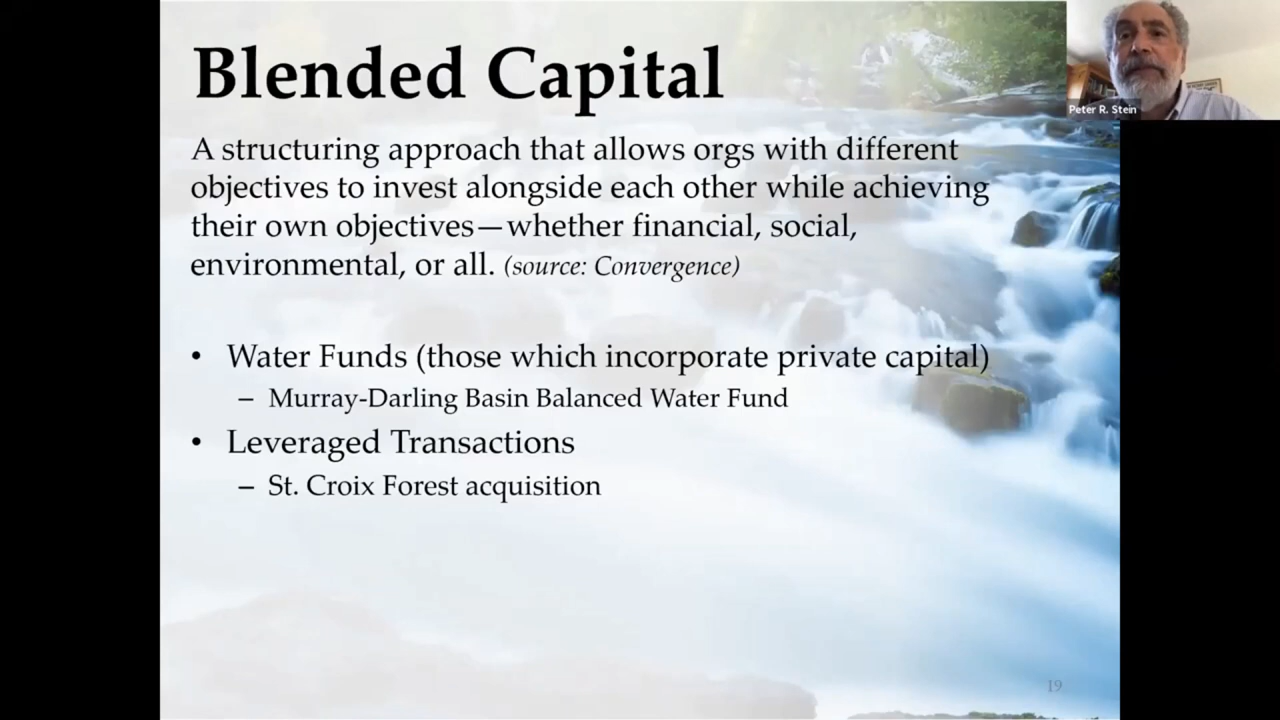 Blended Capital
Peter R. Stein
A structuring approach that allows orgs with different
objectives to invest alongside each other while achieving
their own objectives—whether financial, social,
environmental, or all. (source: Convergence)
• Water Funds (those which incorporate private capital)
– Murray-Darling Basin Balanced Water Fund
• Leveraged Transactions
– St. Croix Forest acquisition
19